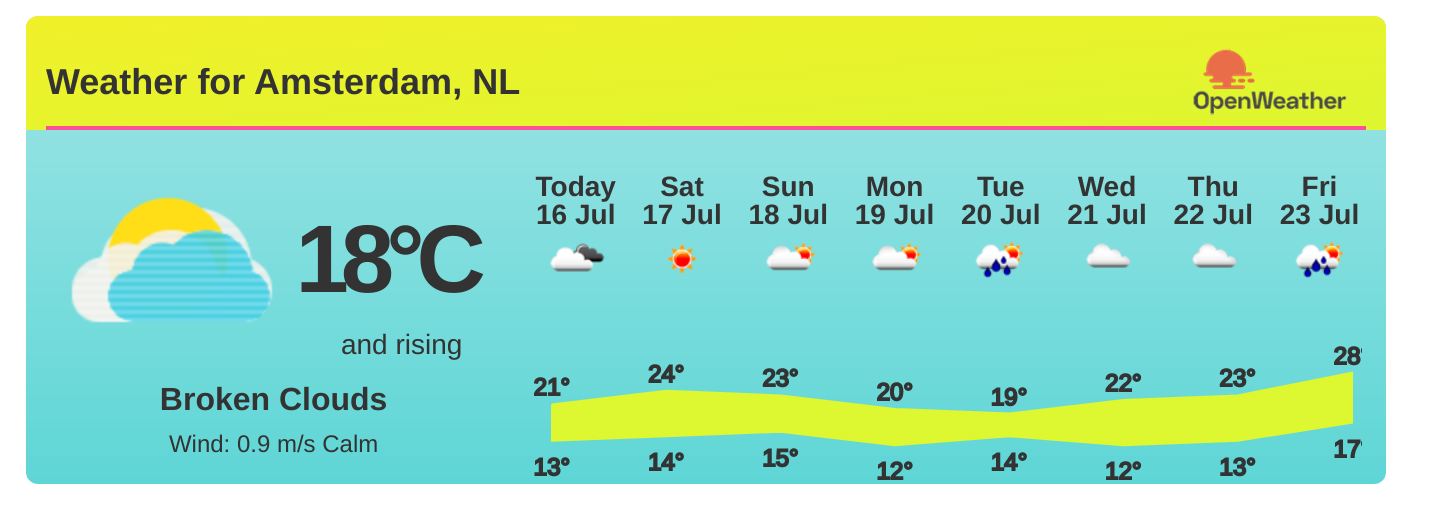 Weather for Amsterdam, NL
OpenWeather
18°C
and rising
Broken Clouds
Wind: 0.9 m/s Calm
Today Sat Sun Mon Tue Wed Thu Fri
16 Jul 17 Jul 18 Jul 19 Jul 20 Jul 21 Jul 22 Jul 23 Jul
21° 24° 23° 20° 19° 22° 23° 28°
13° 14° 15° 12° 14° 12° 13° 17°